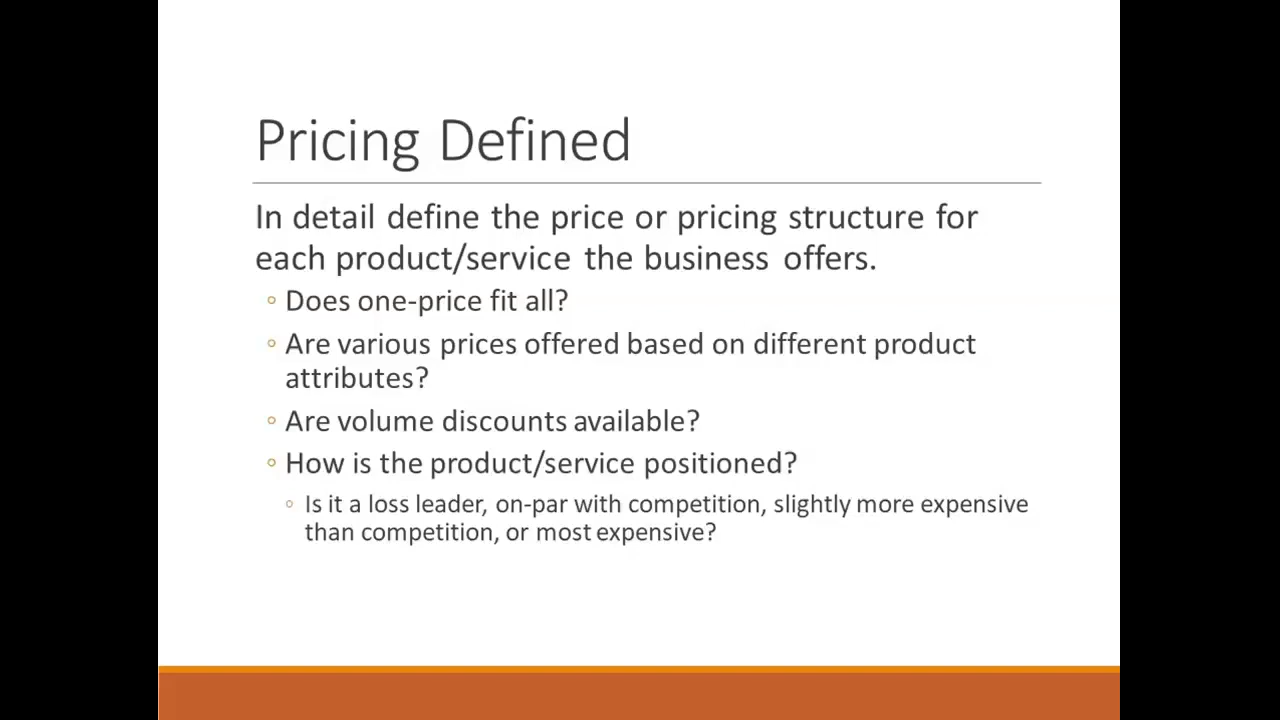 Pricing Defined
In detail define the price or pricing structure for
each product/service the business offers.
◦ Does one-price fit all?
◦ Are various prices offered based on different product
attributes?
◦ Are volume discounts available?
◦ How is the product/service positioned?
◦ Is it a loss leader, on-par with competition, slightly more expensive
than competition, or most expensive?